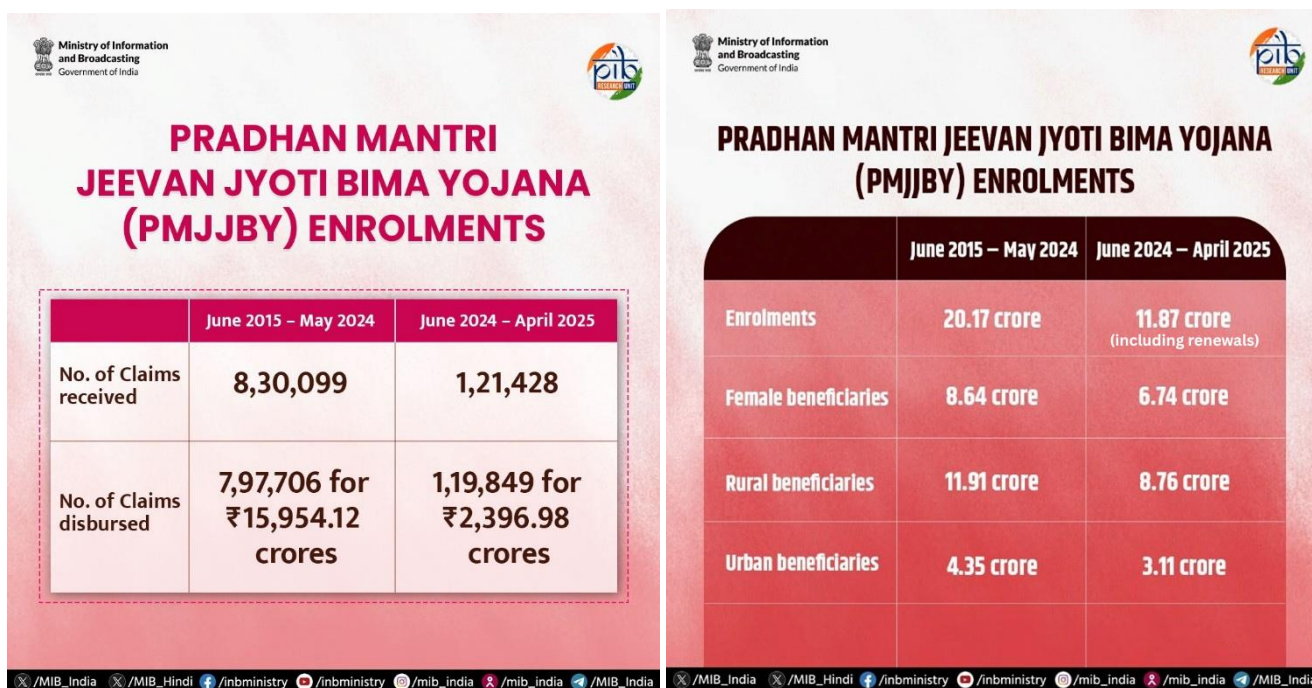 Ministry of Information
and Broadcasting
Government of India
pib
RESEARCH UNIT
PRADHAN MANTRI
JEEVAN JYOTI BIMA YOJANA
(PMJJBY) ENROLMENTS
June 2015 – May 2024 June 2024 – April 2025
No. of Claims
received
8,30,099 1,21,428
No. of Claims
disbursed
7,97,706 for
₹15,954.12
crores
1,19,849 for
₹2,396.98
crores
/MIB_India /MIB_Hindi /inbministry /inbministry /mib_india /mib_india /MIB_India
Ministry of Information
and Broadcasting
Government of India
pib
RESEARCH UNIT
PRADHAN MANTRI JEEVAN JYOTI BIMA YOJANA
(PMJJBY) ENROLMENTS
June 2015 – May 2024 June 2024 – April 2025
Enrolments 20.17 crore 11.87 crore
(including renewals)
Female beneficiaries 8.64 crore 6.74 crore
Rural beneficiaries 11.91 crore 8.76 crore
Urban beneficiaries 4.35 crore 3.11 crore
/MIB_India /MIB_Hindi /inbministry /inbministry /mib_india /mib_india /MIB_India